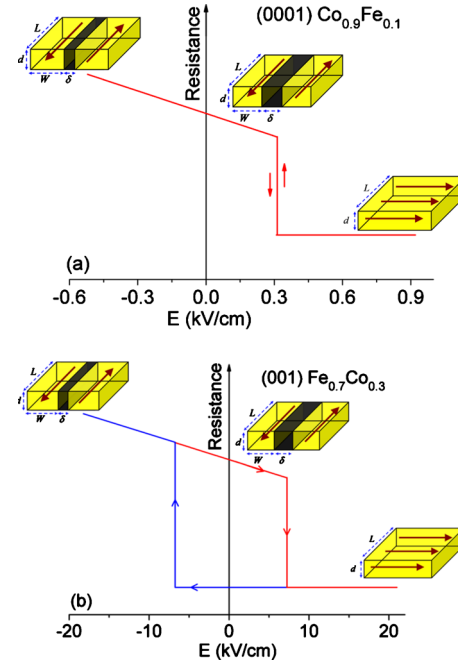 (0001) Co0.9Fe0.1
Resistance
L
d
W
δ
L
d
W
δ
L
d
(a)
-0.6 -0.3 0.0 0.3 0.6 0.9
E (kV/cm)
(001) Fe0.7Co0.3
Resistance
L
t
W
δ
L
d
W
δ
L
d
(b)
-20 -10 0 10 20
E (kV/cm)